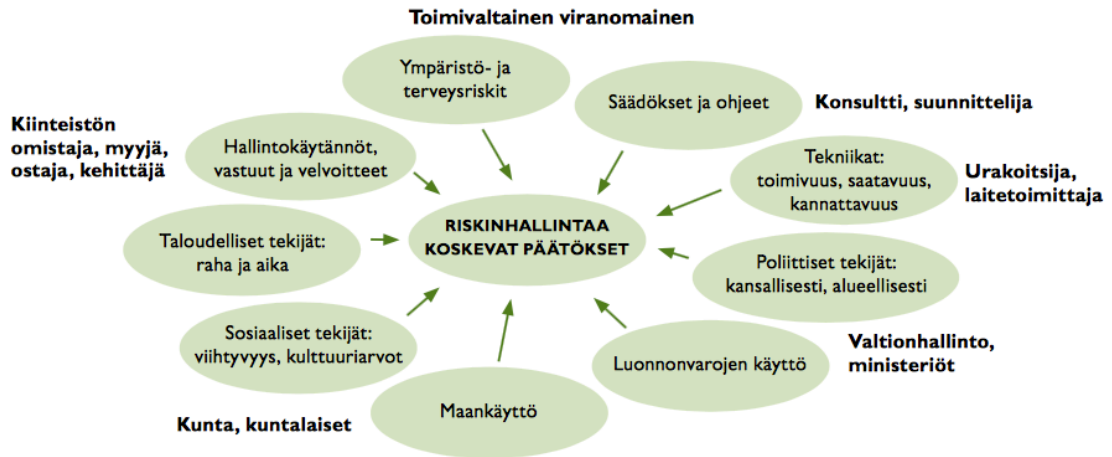 Toimivaltainen viranomainen
Ympäristö- ja
terveysriskit
Säädökset ja ohjeet
Konsultti, suunnittelija
Kiinteistön
omistaja, myyjä,
ostaja, kehittäjä
Hallintokäytännöt,
vastuut ja velvoitteet
Tekniikat:
toimivuus, saatavuus,
kannattavuus
Urakoitsija,
laitetoimittaja
RISKINHALLINTAA
KOSKEVAT PÄÄTÖKSET
Taloudelliset tekijät:
raha ja aika
Poliittiset tekijät:
kansallisesti, alueellisesti
Sosiaaliset tekijät:
viihtyvyys, kulttuuriarvot
Luonnonvarojen käyttö
Valtionhallinto,
ministeriöt
Maankäyttö
Kunta, kuntalaiset